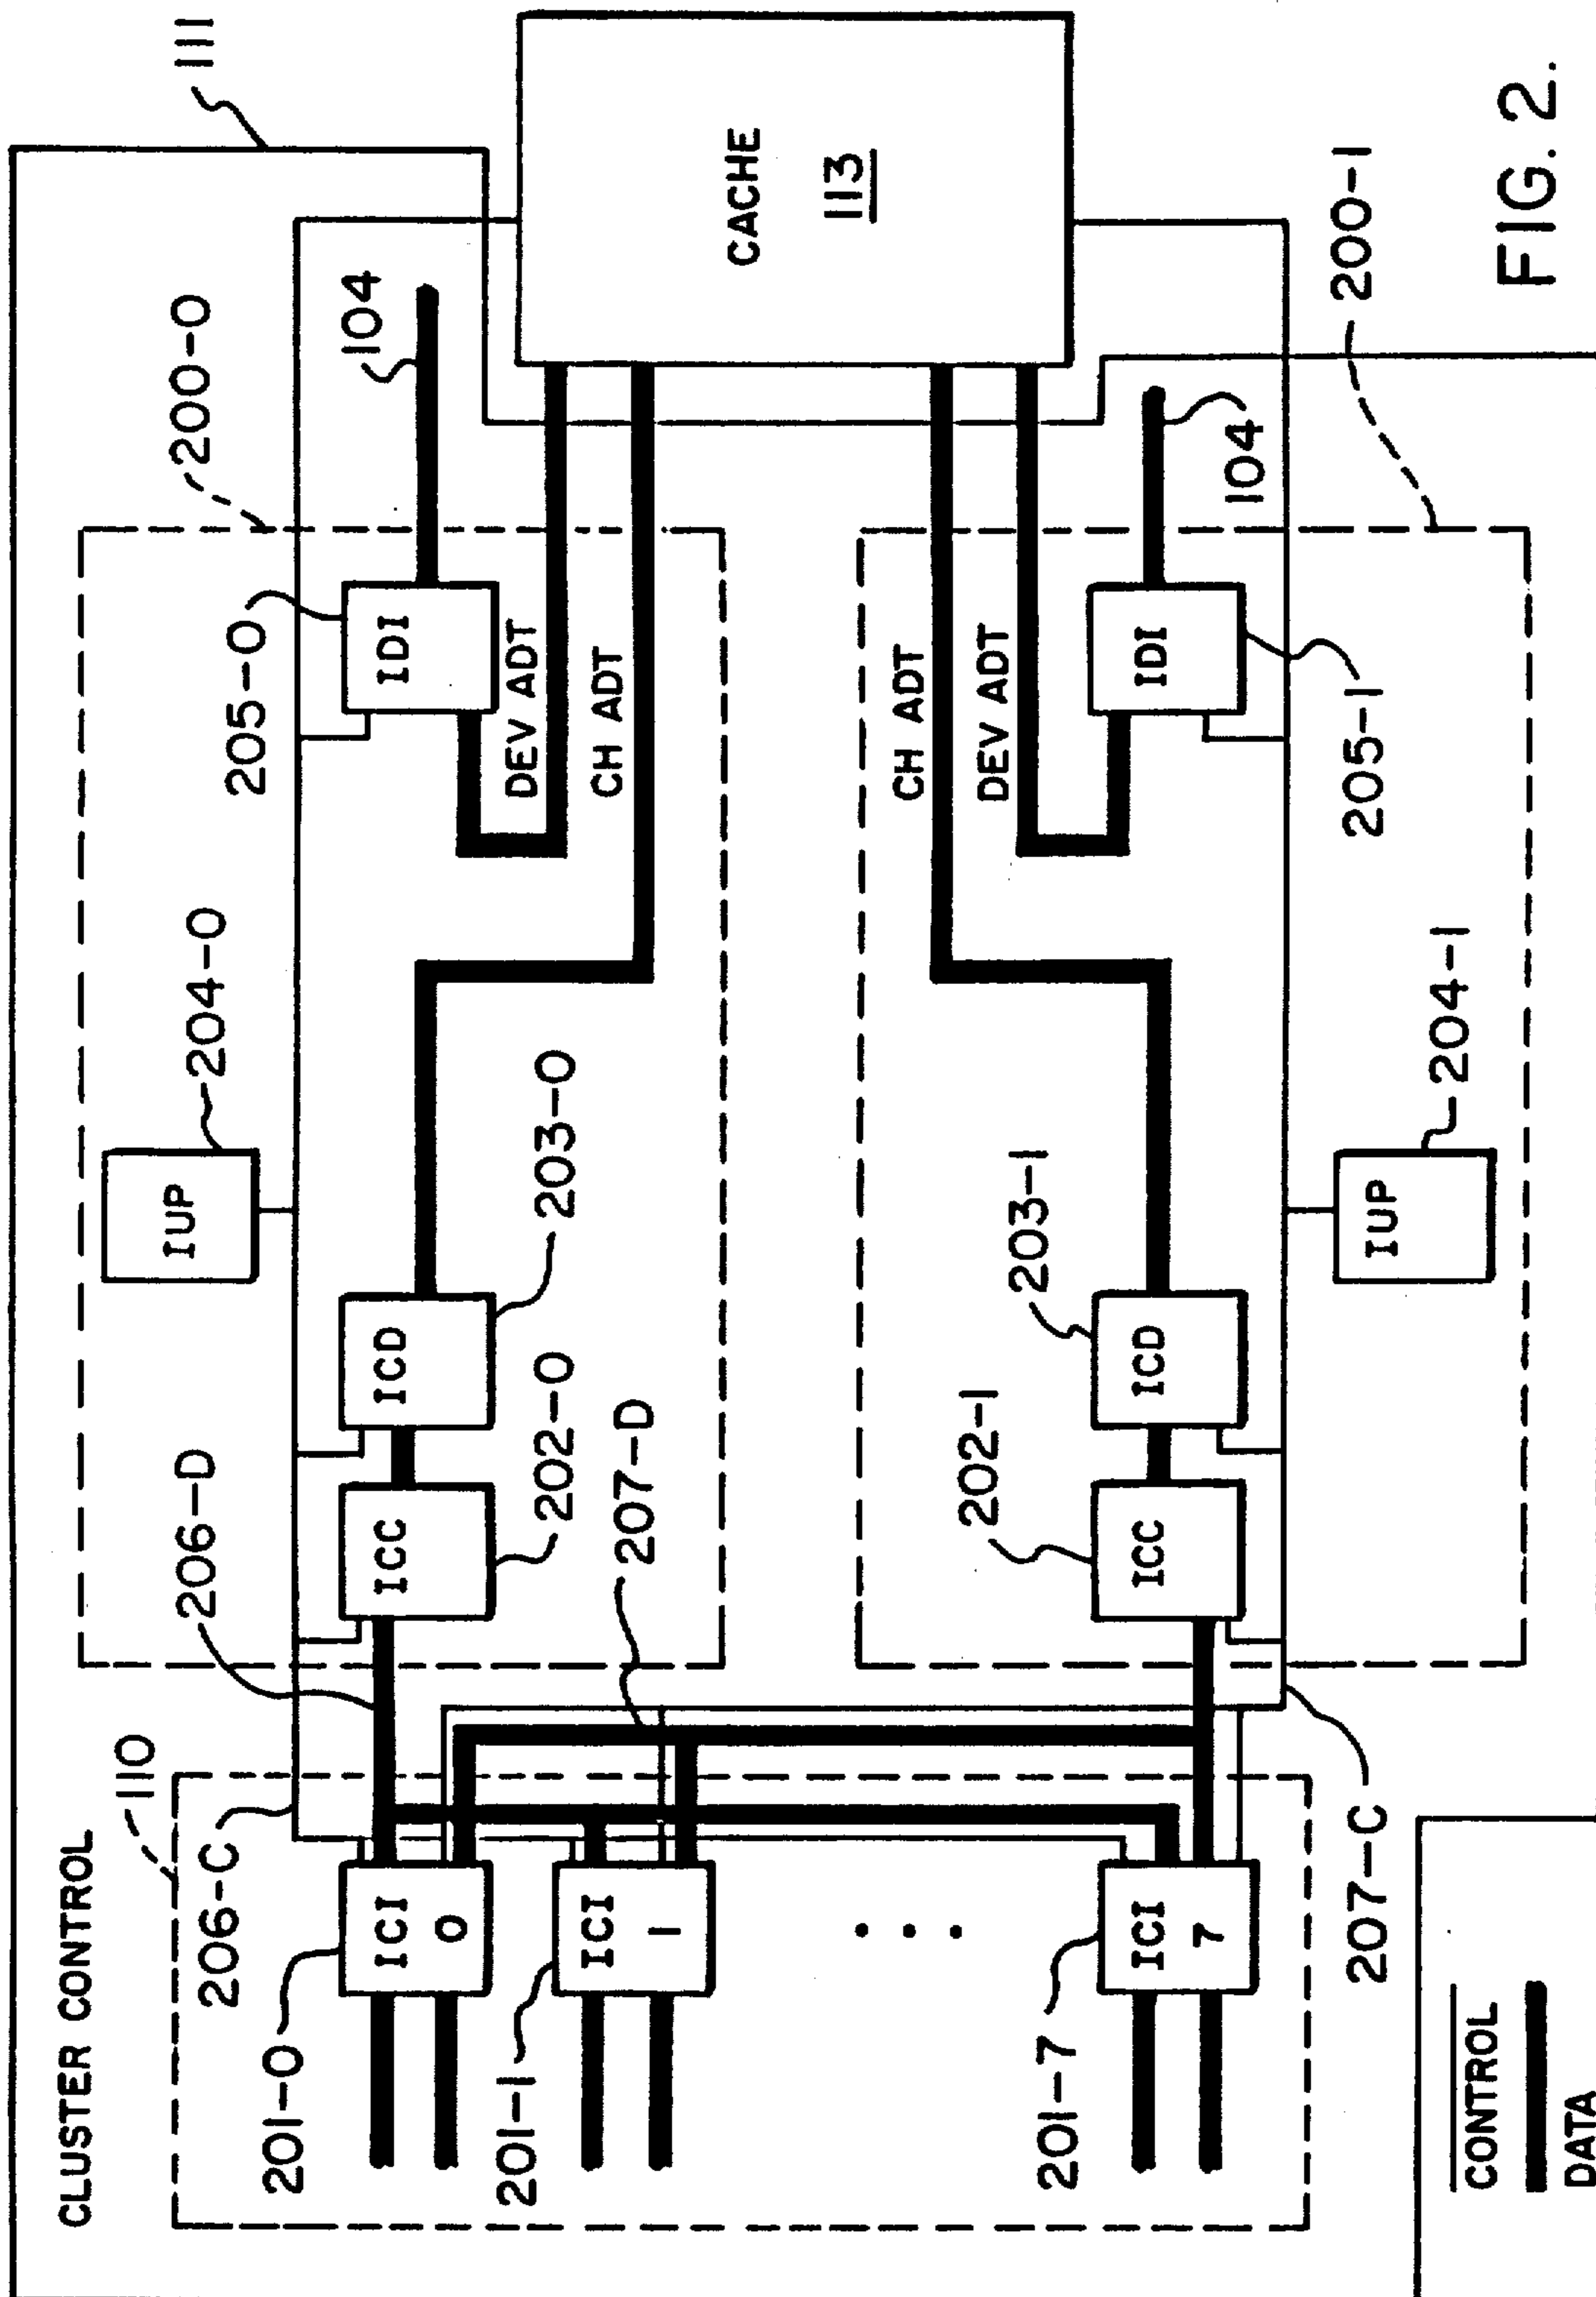 CLUSTER CONTROL
111
110
206-C
206-D
204-0
205-0
200-0
104
IUP
201-0
ICI
0
ICC
ICD
IDI
202-0
203-0
DEV ADT
CH ADT
CACHE
113
201-1
ICI
1
207-D
CH ADT
DEV ADT
202-1
203-1
201-7
ICI
7
ICC
ICD
IDI
104
205-1
200-1
207-C
204-1
IUP
CONTROL
DATA
FIG. 2.